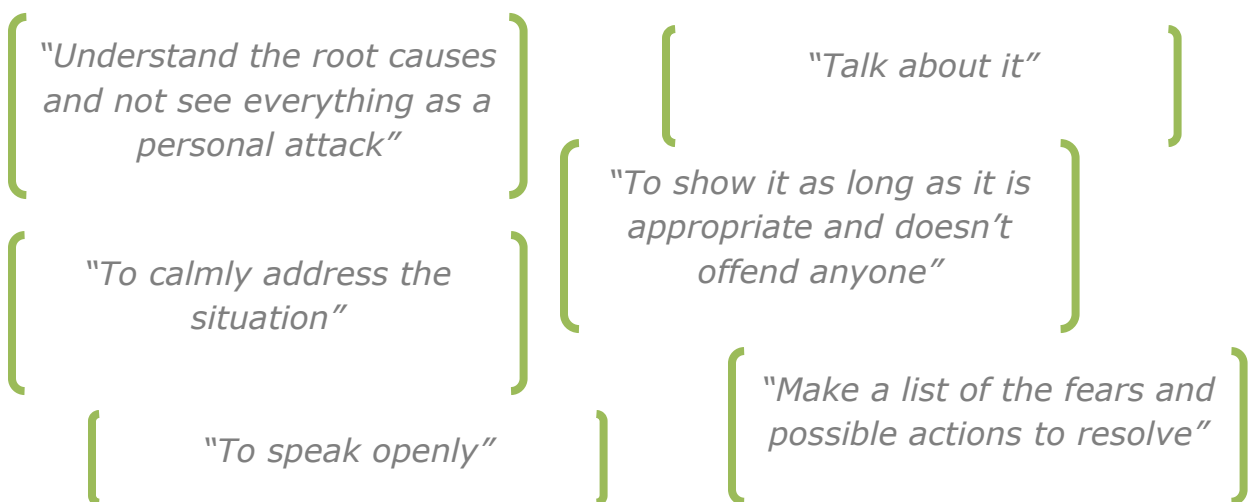 “Understand the root causes
and not see everything as a
personal attack”
“Talk about it”
“To show it as long as it is
appropriate and doesn’t
offend anyone”
“To calmly address the
situation”
“Make a list of the fears and
possible actions to resolve”
“To speak openly”